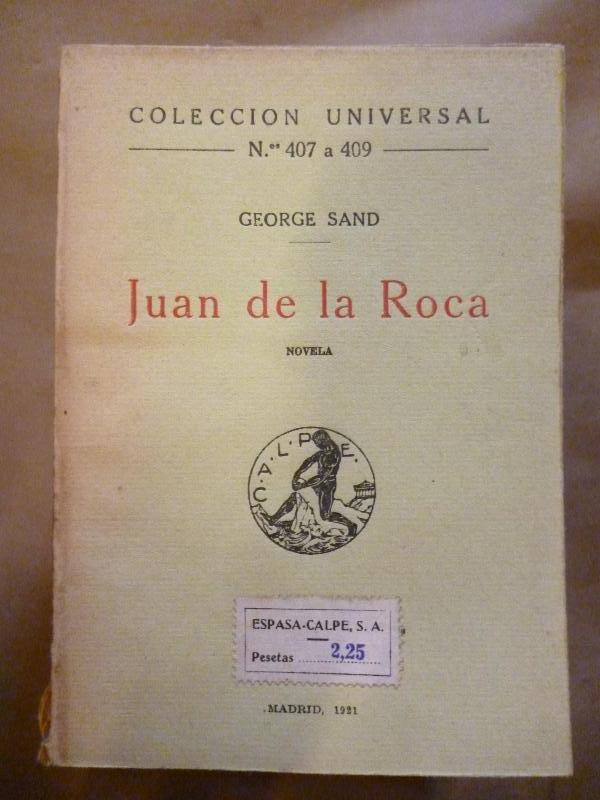 COLECCION UNIVERSAL
N.os 407 a 409
GEORGE SAND
Juan de la Roca
NOVELA
C.A.L.P.E.
ESPASA-CALPE, S. A.
Pesetas 2,25
MADRID, 1921